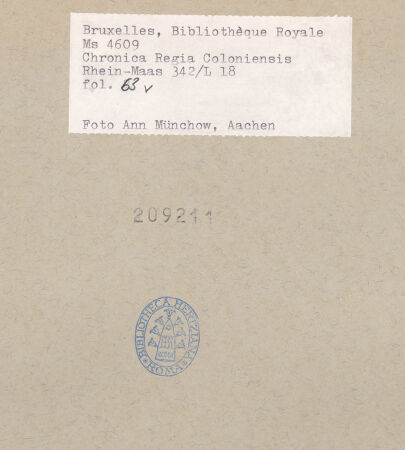 Bruxelles, Bibliothèque Royale
Ms 4609
Chronica Regia Coloniensis
Rhein-Maas 342/L 18
fol. 63 v
Foto Ann Münchow, Aachen
209211
BIBLIOTHECA HERTZIANA
ROMA